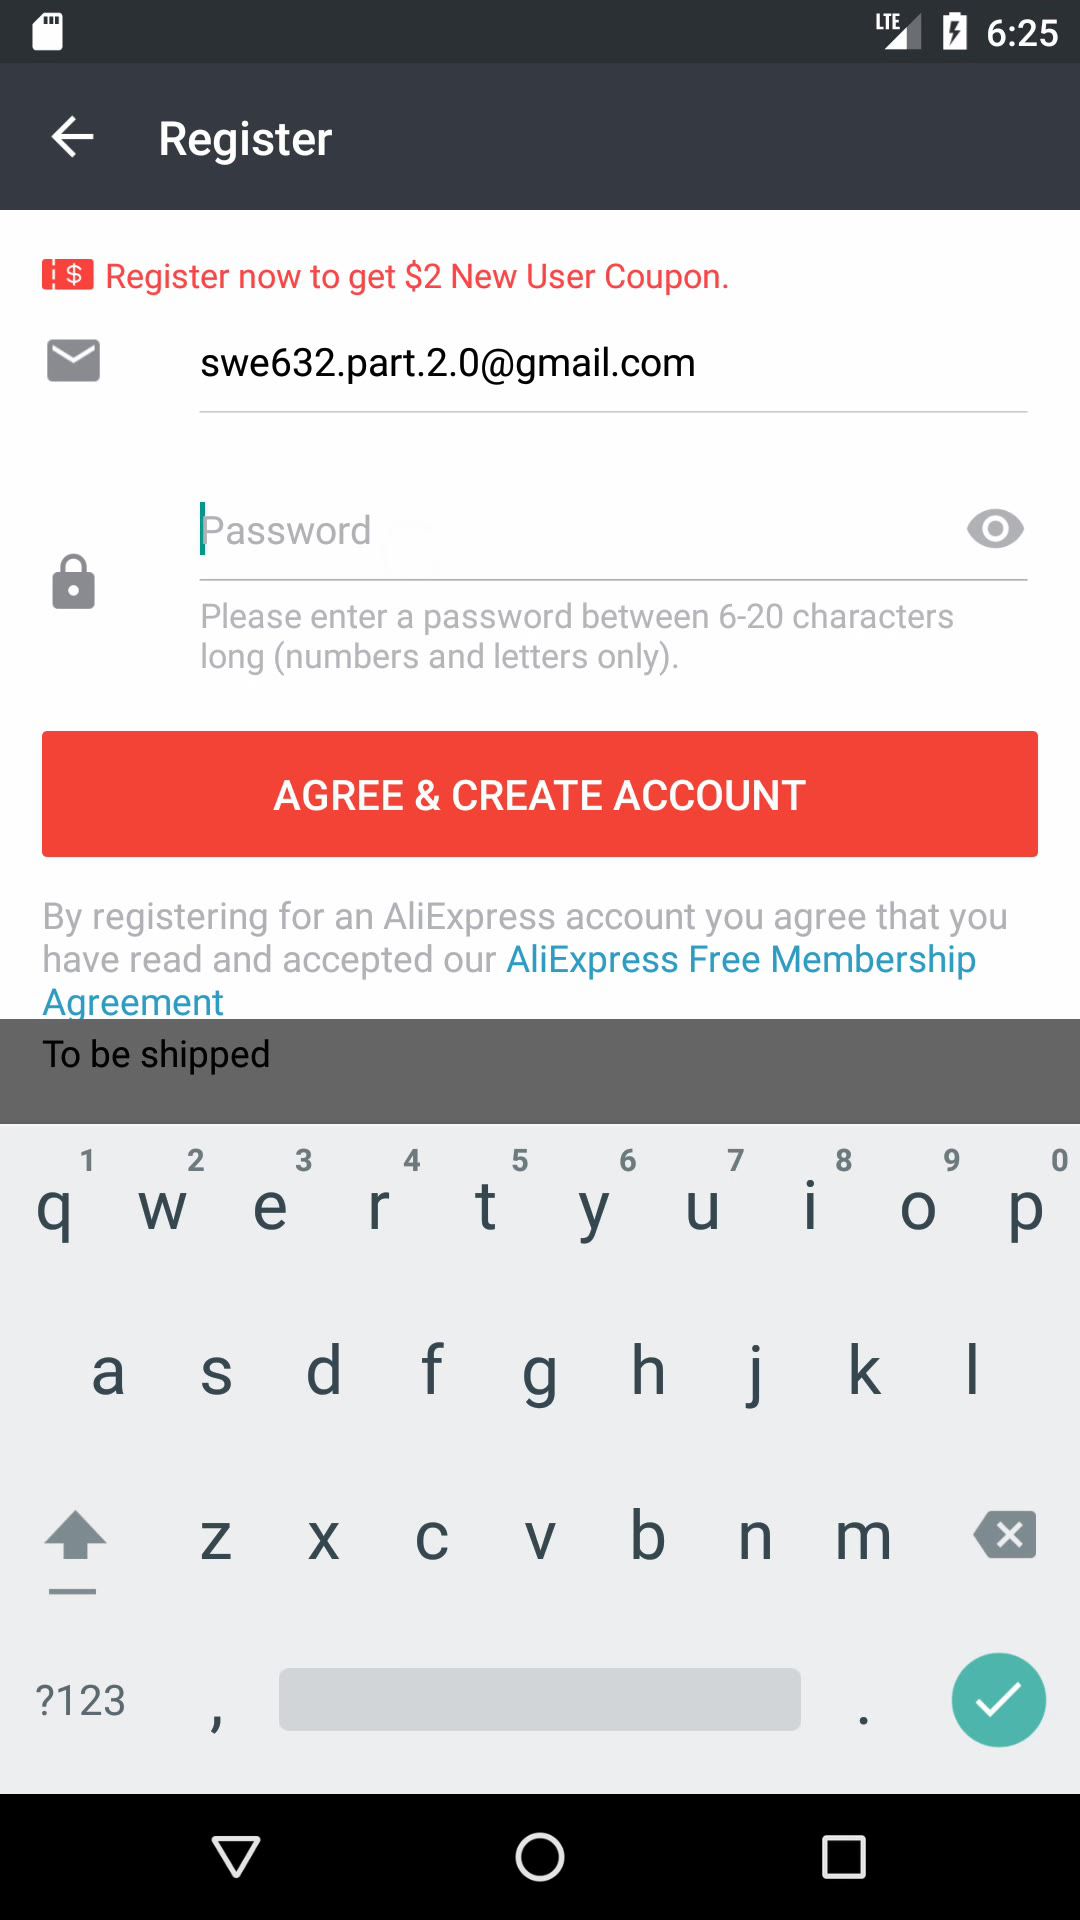 LTE 6:25
Register
$ Register now to get $2 New User Coupon.
swe632.part.2.0@gmail.com
Password
Please enter a password between 6-20 characters
long (numbers and letters only).
AGREE & CREATE ACCOUNT
By registering for an AliExpress account you agree that you
have read and accepted our AliExpress Free Membership
Agreement
To be shipped
1 2 3 4 5 6 7 8 9 0
q w e r t y u i o p
a s d f g h j k l
z x c v b n m
?123 , .